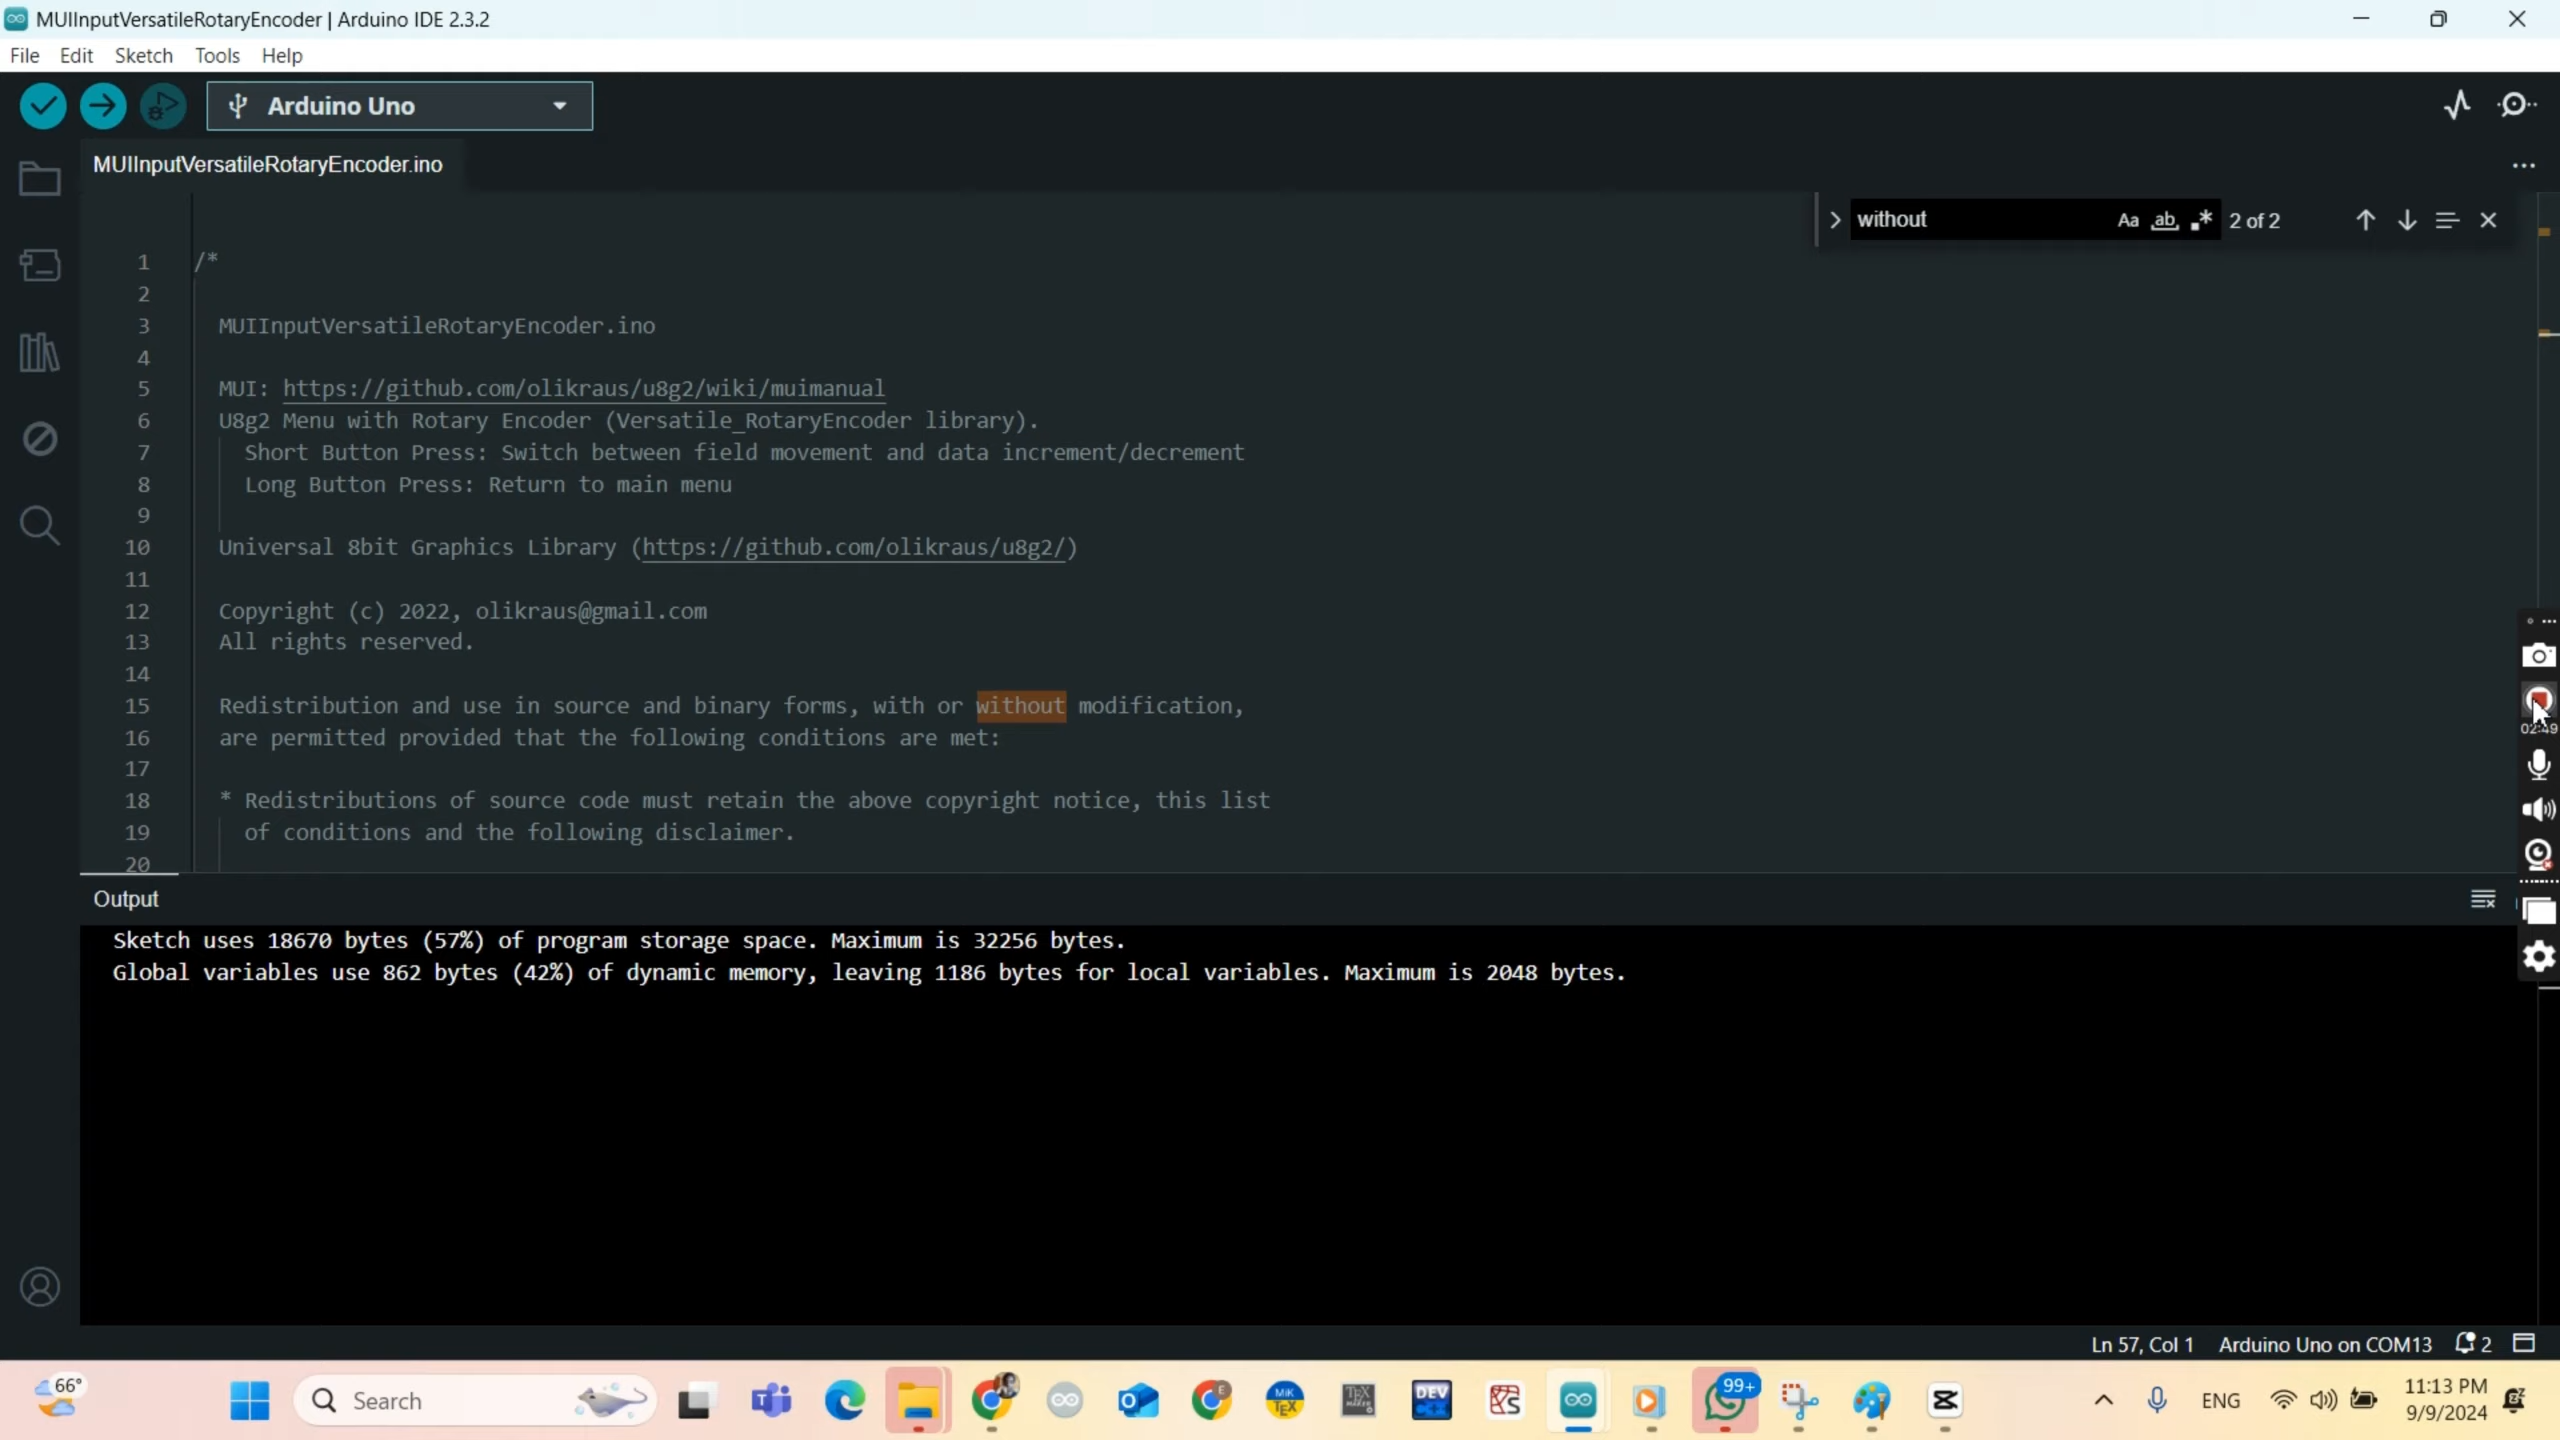 MUIInputVersatileRotaryEncoder | Arduino IDE 2.3.2
File Edit Sketch Tools Help
Arduino Uno
MUIInputVersatileRotaryEncoder.ino
without Aa ab 2 of 2
1 /*
2
3 MUIInputVersatileRotaryEncoder.ino
4
5 MUI: https://github.com/olikraus/u8g2/wiki/muimanual
6 U8g2 Menu with Rotary Encoder (Versatile_RotaryEncoder library).
7 Short Button Press: Switch between field movement and data increment/decrement
8 Long Button Press: Return to main menu
9
10 Universal 8bit Graphics Library (https://github.com/olikraus/u8g2/)
11
12 Copyright (c) 2022, olikraus@gmail.com
13 All rights reserved.
14
15 Redistribution and use in source and binary forms, with or without modification,
16 are permitted provided that the following conditions are met:
17
18 * Redistributions of source code must retain the above copyright notice, this list
19 of conditions and the following disclaimer.
20
02:49
Output
Sketch uses 18670 bytes (57%) of program storage space. Maximum is 32256 bytes.
Global variables use 862 bytes (42%) of dynamic memory, leaving 1186 bytes for local variables. Maximum is 2048 bytes.
Ln 57, Col 1 Arduino Uno on COM13 2
66° Search MiK TEX TEX DEV C++ 99+ ENG 11:13 PM
9/9/2024